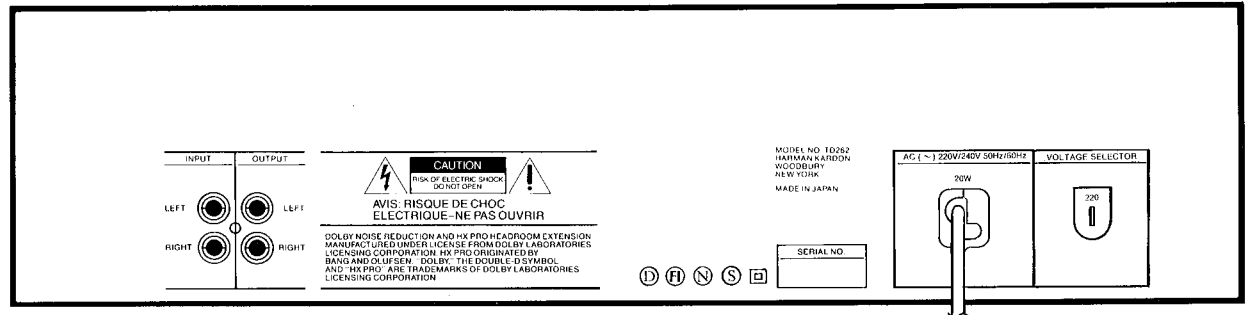 INPUT
OUTPUT
LEFT
LEFT
RIGHT
RIGHT
CAUTION
RISK OF ELECTRIC SHOCK
DO NOT OPEN
AVIS: RISQUE DE CHOC
ELECTRIQUE–NE PAS OUVRIR
DOLBY NOISE REDUCTION AND HX PRO HEADROOM EXTENSION
MANUFACTURED UNDER LICENSE FROM DOLBY LABORATORIES
LICENSING CORPORATION. HX PRO ORIGINATED BY
BANG AND OLUFSEN. "DOLBY," THE DOUBLE-D SYMBOL
AND "HX PRO" ARE TRADEMARKS OF DOLBY LABORATORIES
LICENSING CORPORATION
D FI N S
MODEL NO. TD262
HARMAN KARDON
WOODBURY
NEW YORK
MADE IN JAPAN
SERIAL NO.
AC ( ~ ) 220V/240V 50Hz/60Hz
20W
VOLTAGE SELECTOR
220